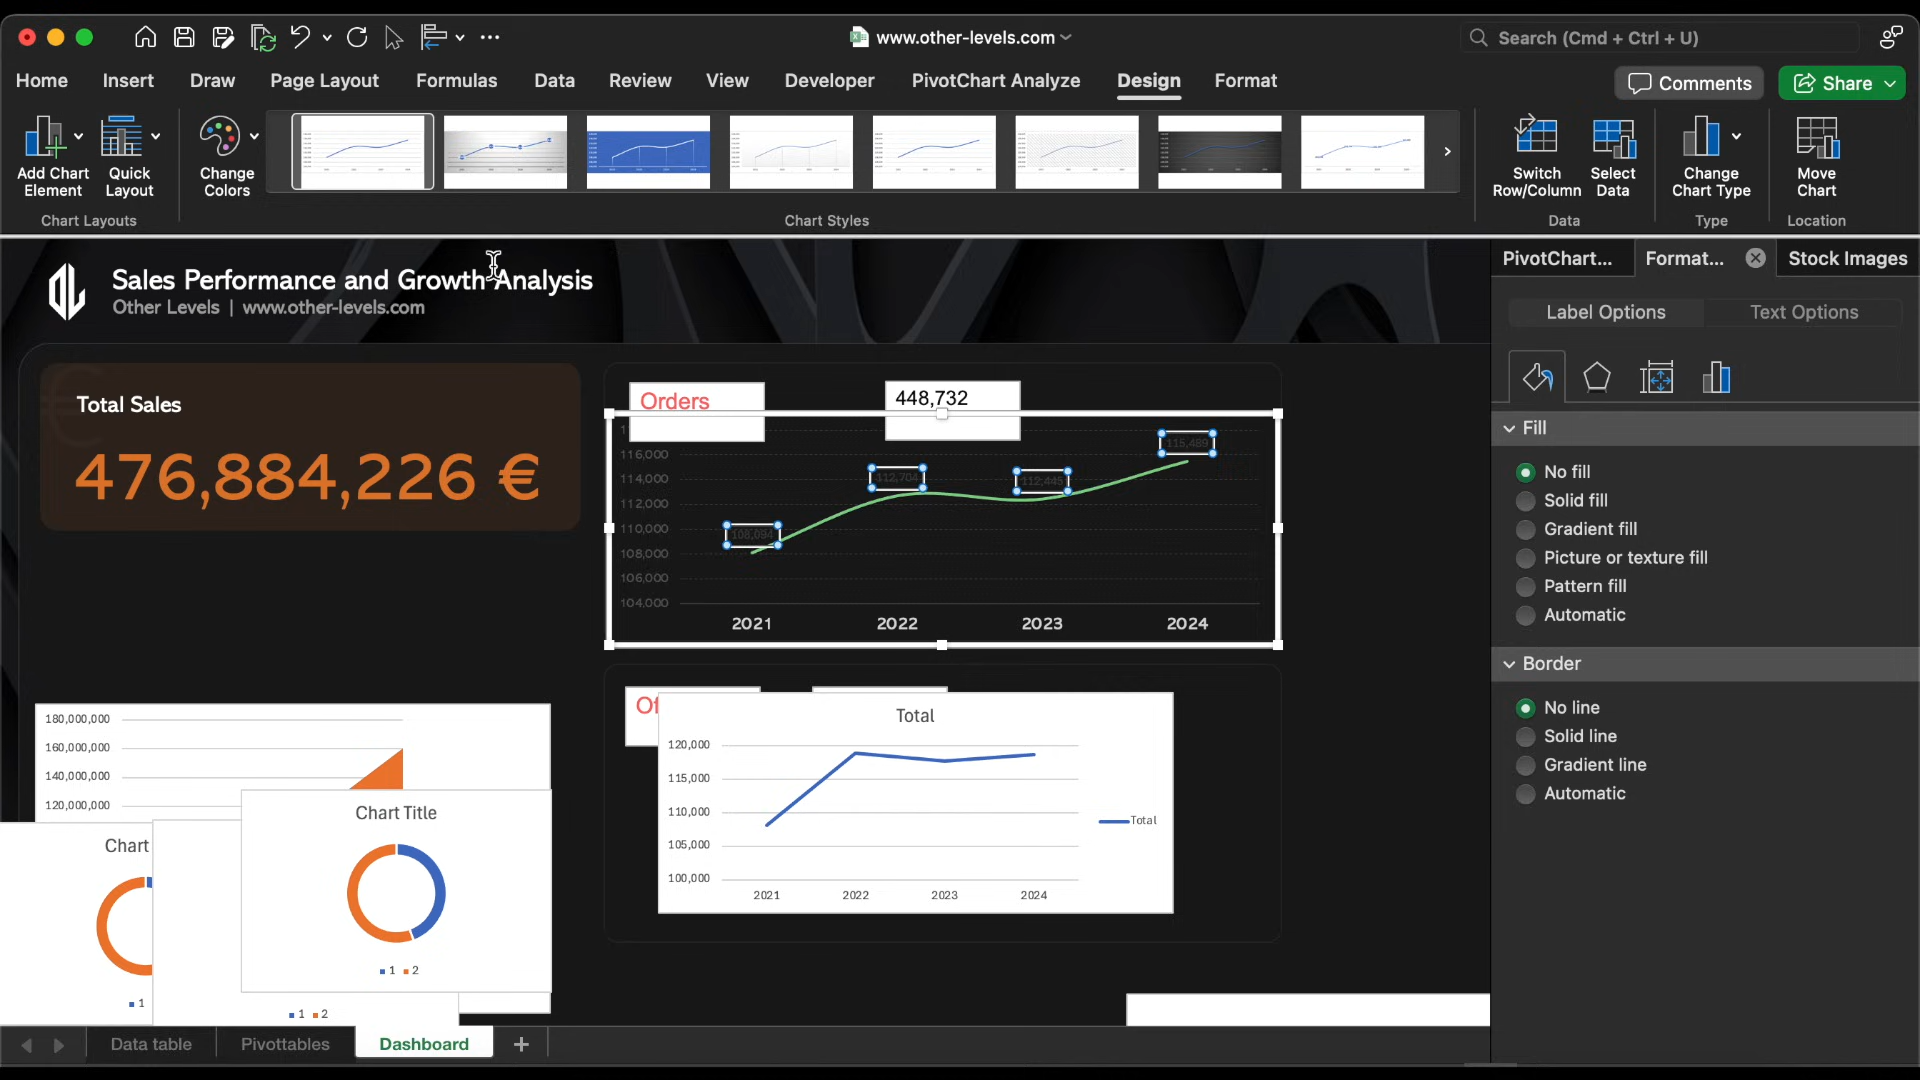 www.other-levels.com
Search (Cmd + Ctrl + U)
Home Insert Draw Page Layout Formulas Data Review View Developer PivotChart Analyze Design Format
Comments Share
Add Chart Element
Quick Layout
Change Colors
Switch Row/Column
Select Data
Change Chart Type
Move Chart
Chart Layouts Chart Styles Data Type Location
Sales Performance and Growth Analysis
Other Levels | www.other-levels.com
Total Sales
476,884,226 €
Orders
448,732
116,000
114,000
112,000
110,000
108,000
106,000
104,000
108,094
112,704
112,445
115,489
2021 2022 2023 2024
Total
120,000
115,000
110,000
105,000
100,000
2021 2022 2023 2024
Total
180,000,000
160,000,000
140,000,000
120,000,000
Chart
1
1 2
Chart Title
1 2
PivotChart... Format... Stock Images
Label Options Text Options
Fill
No fill
Solid fill
Gradient fill
Picture or texture fill
Pattern fill
Automatic
Border
No line
Solid line
Gradient line
Automatic
Data table Pivottables Dashboard